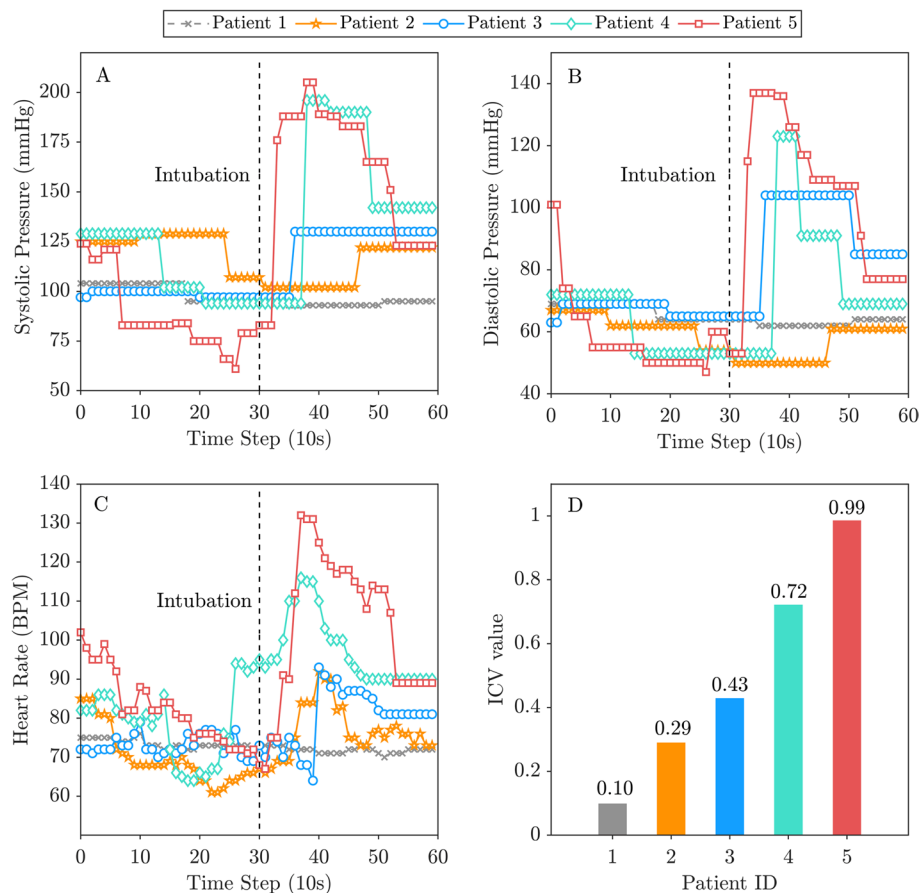 Patient 1 Patient 2 Patient 3 Patient 4 Patient 5
A
Systolic Pressure (mmHg)
200
175
150
125
100
75
50
Intubation
0 10 20 30 40 50 60
Time Step (10s)
B
Diastolic Pressure (mmHg)
140
120
100
80
60
40
Intubation
0 10 20 30 40 50 60
Time Step (10s)
C
Heart Rate (BPM)
140
130
120
110
100
90
80
70
60
Intubation
0 10 20 30 40 50 60
Time Step (10s)
D
ICV value
1
0.8
0.6
0.4
0.2
0
0.10
0.29
0.43
0.72
0.99
1 2 3 4 5
Patient ID